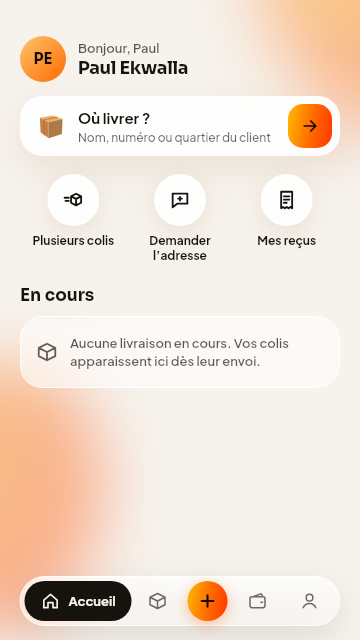 PE
Bonjour, Paul
Paul Ekwalla
Où livrer ?
Nom, numéro ou quartier du client
Plusieurs colis
Demander
l'adresse
Mes reçus
En cours
Aucune livraison en cours. Vos colis
apparaissent ici dès leur envoi.
Accueil